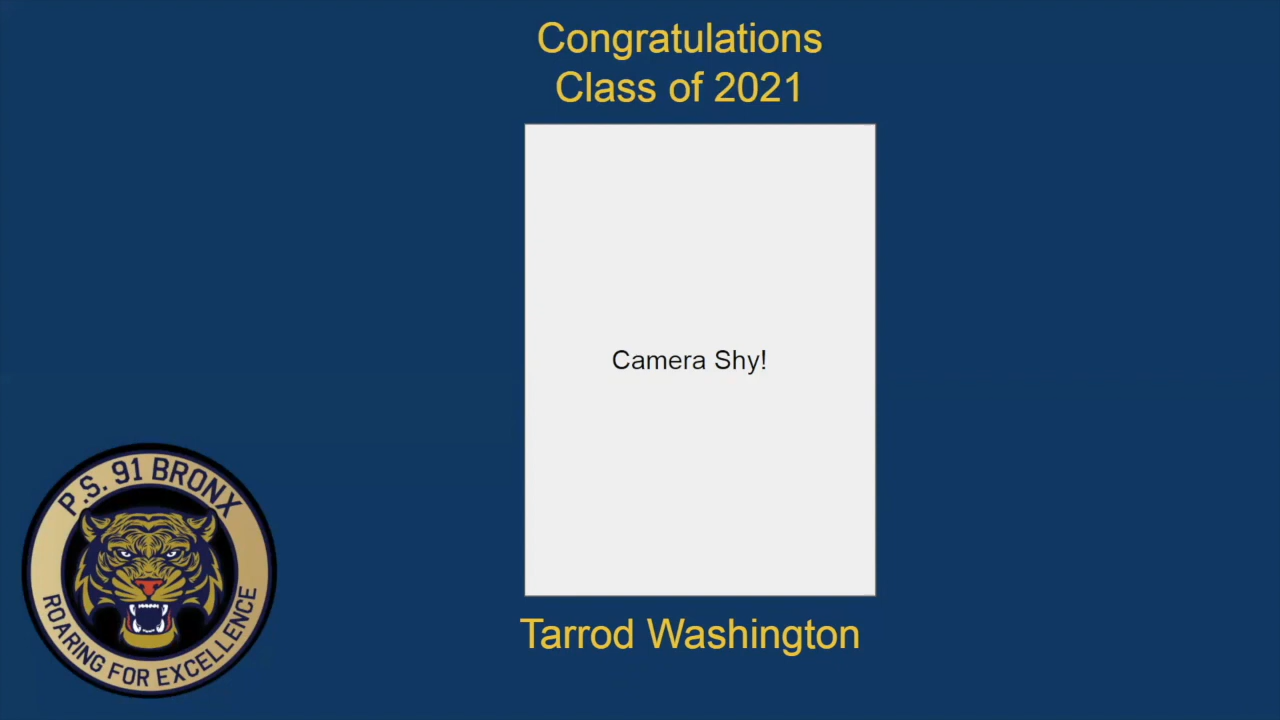 Congratulations
Class of 2021
Camera Shy!
P.S. 91 BRONX
ROARING FOR EXCELLENCE
Tarrod Washington